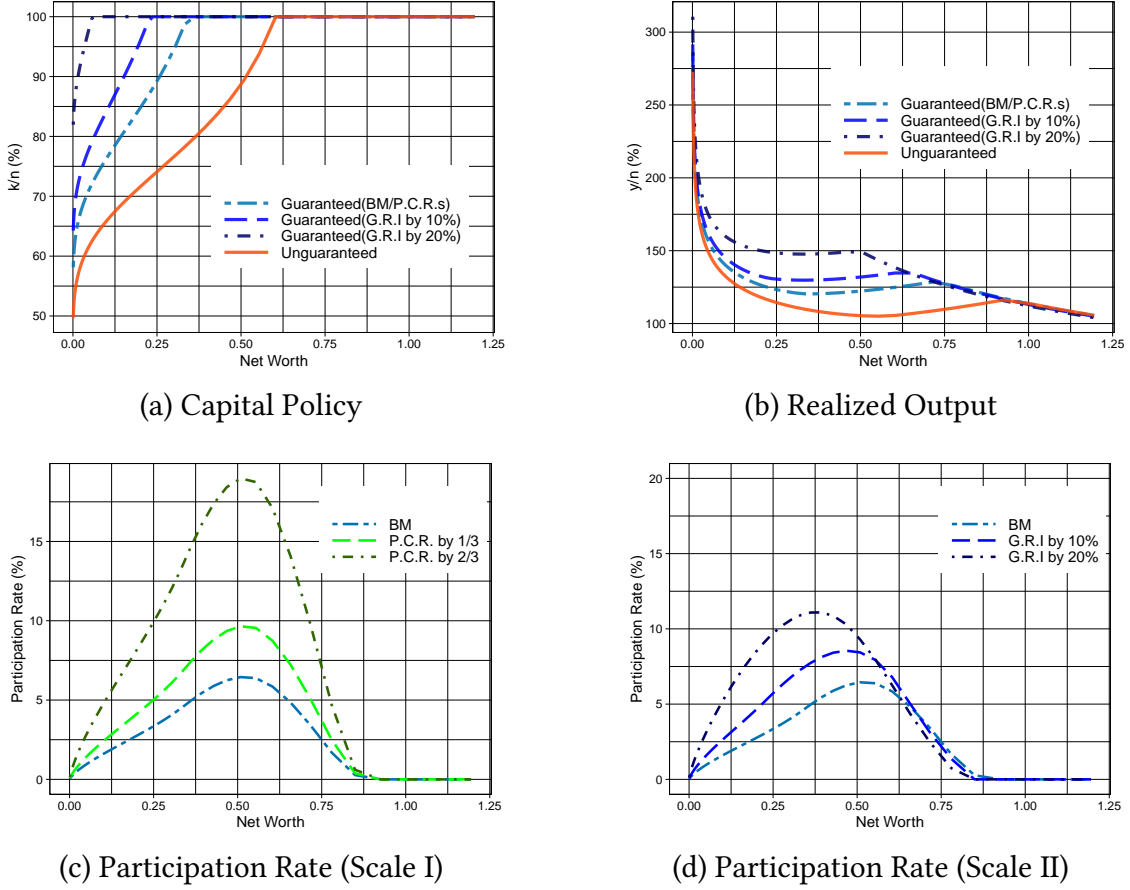 100
90
80
70
60
50
k/n (%)
Guaranteed(BM/P.C.R.s)
Guaranteed(G.R.I by 10%)
Guaranteed(G.R.I by 20%)
Unguaranteed
0.00 0.25 0.50 0.75 1.00 1.25
Net Worth
(a) Capital Policy
300
250
200
150
100
y/n (%)
Guaranteed(BM/P.C.R.s)
Guaranteed(G.R.I by 10%)
Guaranteed(G.R.I by 20%)
Unguaranteed
0.00 0.25 0.50 0.75 1.00 1.25
Net Worth
(b) Realized Output
15
10
5
0
Participation Rate (%)
BM
P.C.R. by 1/3
P.C.R. by 2/3
0.00 0.25 0.50 0.75 1.00 1.25
Net Worth
(c) Participation Rate (Scale I)
20
15
10
5
0
Participation Rate (%)
BM
G.R.I by 10%
G.R.I by 20%
0.00 0.25 0.50 0.75 1.00 1.25
Net Worth
(d) Participation Rate (Scale II)